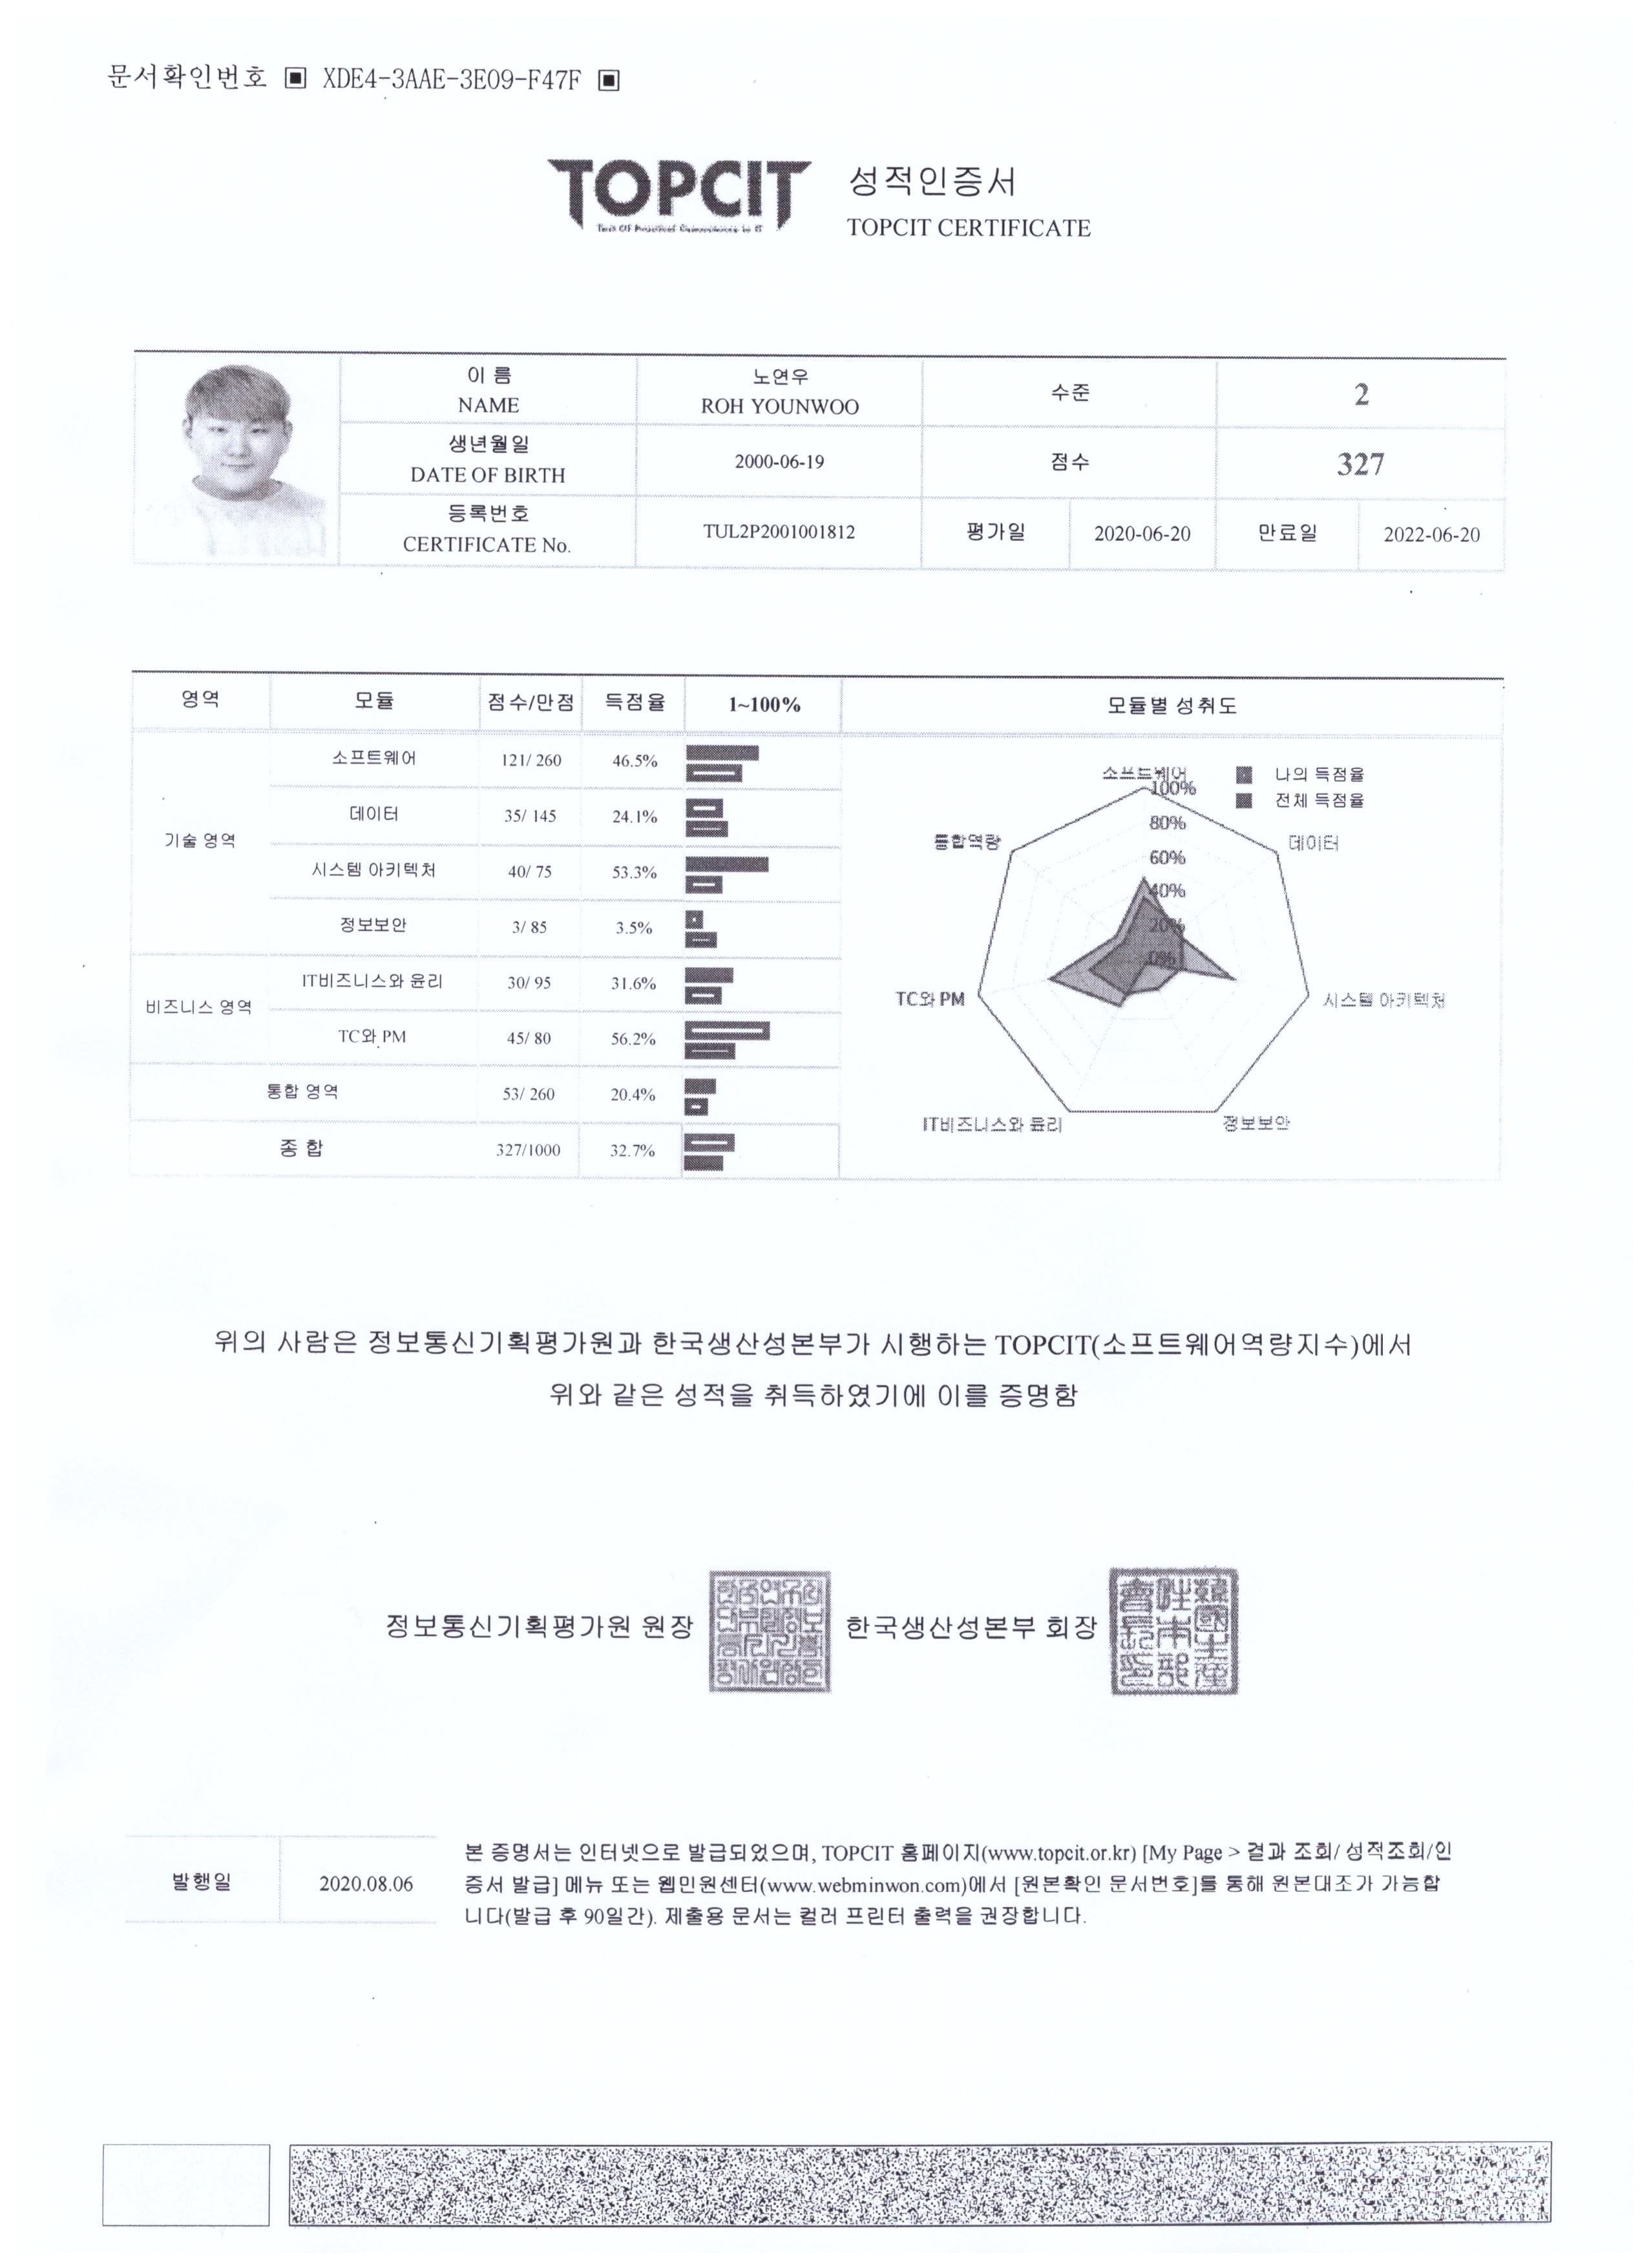 문서확인번호 ▣ XDE4-3AAE-3E09-F47F ▣
TOPCIT
Test Of Practical Competency in IT
성적인증서
TOPCIT CERTIFICATE
이 름
NAME
노연우
ROH YOUNWOO
수준
2
생년월일
DATE OF BIRTH
2000-06-19
점수
327
등록번호
CERTIFICATE No.
TUL2P2001001812
평가일
2020-06-20
만료일
2022-06-20
영역 모듈 점수/만점 득점율 1~100% 모듈별 성취도
기술 영역
소프트웨어 121/ 260 46.5%
데이터 35/ 145 24.1%
시스템 아키텍처 40/ 75 53.3%
정보보안 3/ 85 3.5%
비즈니스 영역
IT비즈니스와 윤리 30/ 95 31.6%
TC와 PM 45/ 80 56.2%
통합 영역 53/ 260 20.4%
종 합 327/1000 32.7%
소프트웨어
나의 득점율
전체 득점율
100%
80%
60%
40%
20%
0%
통합역량
데이터
TC와 PM
시스템 아키텍처
IT비즈니스와 윤리
정보보안
위의 사람은 정보통신기획평가원과 한국생산성본부가 시행하는 TOPCIT(소프트웨어역량지수)에서
위와 같은 성적을 취득하였기에 이를 증명함
정보통신기획평가원 원장
한국생산성본부 회장
발행일
2020.08.06
본 증명서는 인터넷으로 발급되었으며, TOPCIT 홈페이지(www.topcit.or.kr) [My Page > 결과 조회/ 성적조회/인
증서 발급] 메뉴 또는 웹민원센터(www.webminwon.com)에서 [원본확인 문서번호]를 통해 원본대조가 가능합
니다(발급 후 90일간). 제출용 문서는 컬러 프린터 출력을 권장합니다.